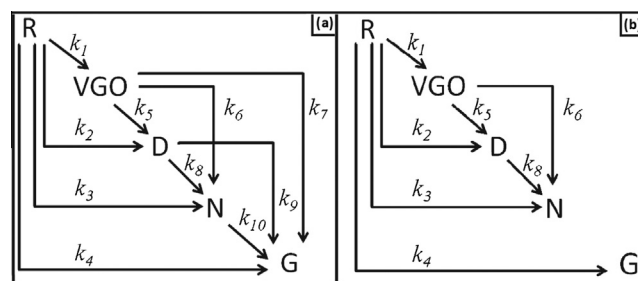 R (a)
k1
VGO
k5 k6 k7
k2 D
k8
k3 N k9
k10
k4 G
R (b)
k1
VGO
k5 k6
k2 D
k8
k3 N
k4 G